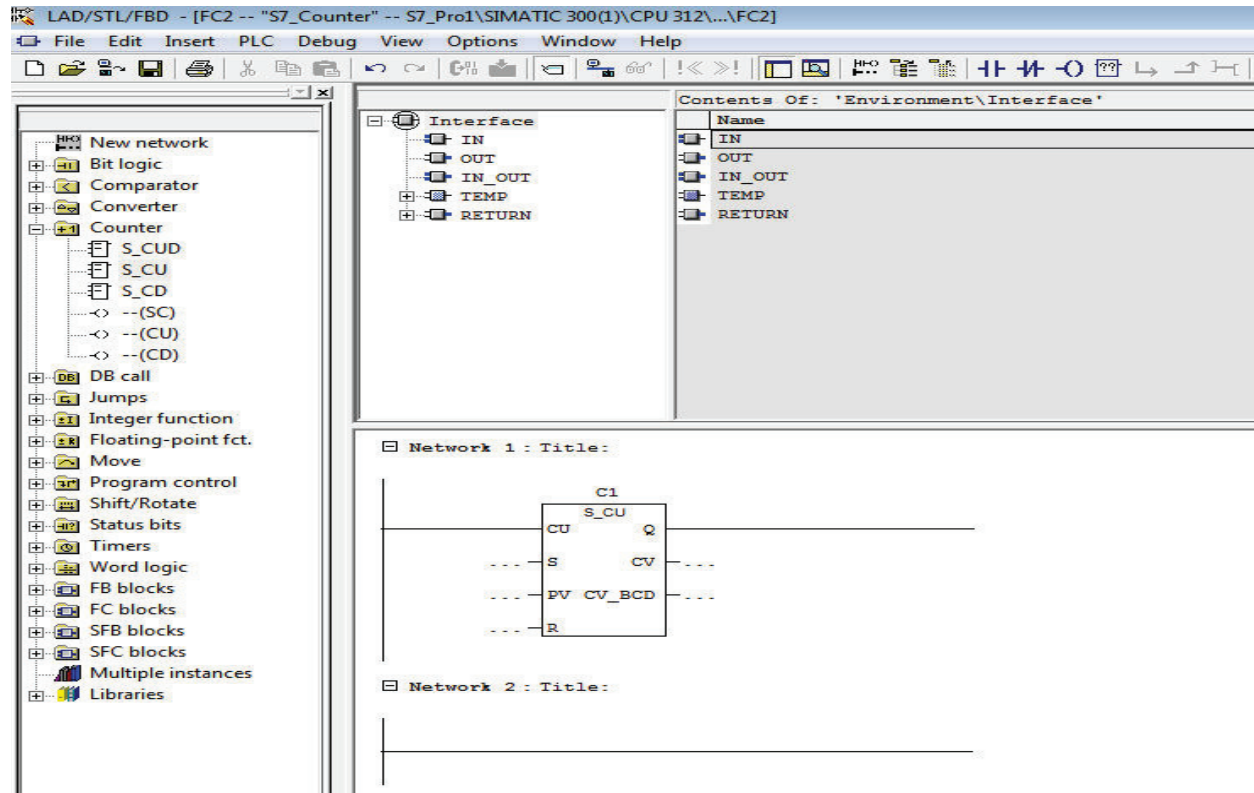 LAD/STL/FBD - [FC2 -- "S7_Counter" -- S7_Pro1\SIMATIC 300(1)\CPU 312\...\FC2]
File Edit Insert PLC Debug View Options Window Help
New network
Bit logic
Comparator
Converter
Counter
S_CUD
S_CU
S_CD
--(SC)
--(CU)
--(CD)
DB call
Jumps
Integer function
Floating-point fct.
Move
Program control
Shift/Rotate
Status bits
Timers
Word logic
FB blocks
FC blocks
SFB blocks
SFC blocks
Multiple instances
Libraries
Interface
IN
OUT
IN_OUT
TEMP
RETURN
Contents Of: 'Environment\Interface'
Name
IN
OUT
IN_OUT
TEMP
RETURN
Network 1 : Title:
C1
S_CU
CU Q
... S CV ...
... PV CV_BCD ...
... R
Network 2 : Title: